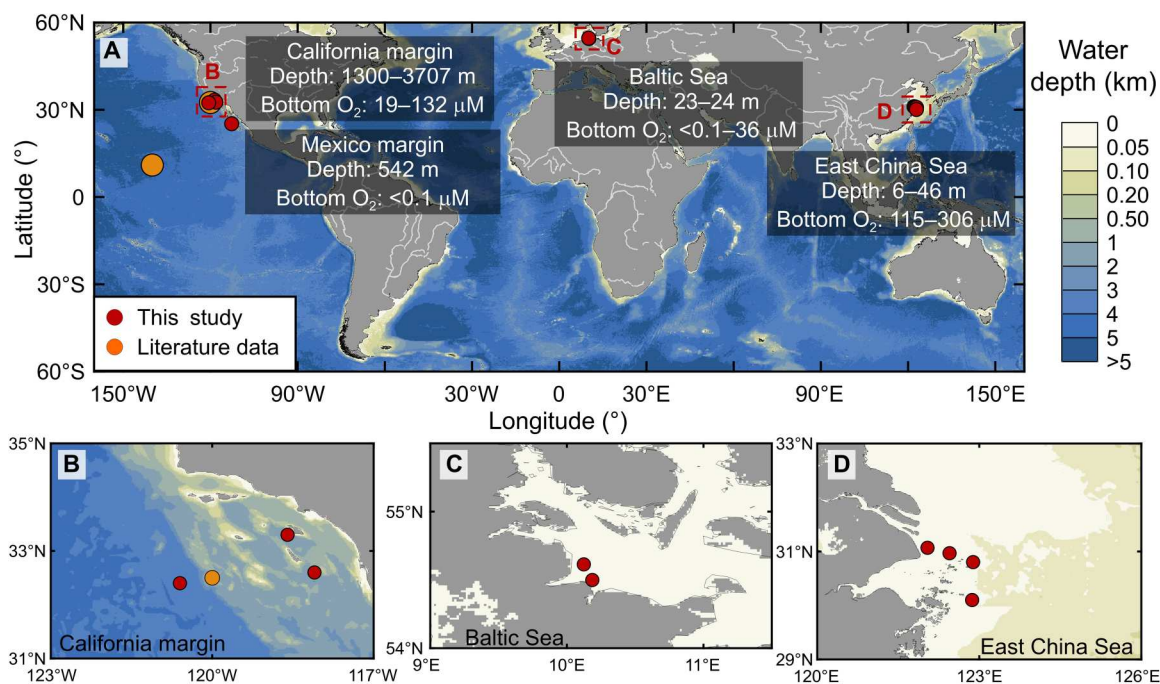 60°N
30°N
0
30°S
60°S
Latitude (°)
A
B
C
D
California margin
Depth: 1300–3707 m
Bottom O₂: 19–132 μM
Mexico margin
Depth: 542 m
Bottom O₂: <0.1 μM
Baltic Sea
Depth: 23–24 m
Bottom O₂: <0.1–36 μM
East China Sea
Depth: 6–46 m
Bottom O₂: 115–306 μM
This study
Literature data
150°W
90°W
30°W
0
30°E
90°E
150°E
Longitude (°)
Water
depth (km)
0
0.05
0.10
0.20
0.50
1
2
3
4
5
>5
35°N
33°N
31°N
B
California margin
123°W
120°W
117°W
55°N
54°N
C
Baltic Sea
9°E
10°E
11°E
33°N
31°N
29°N
D
East China Sea
120°E
123°E
126°E